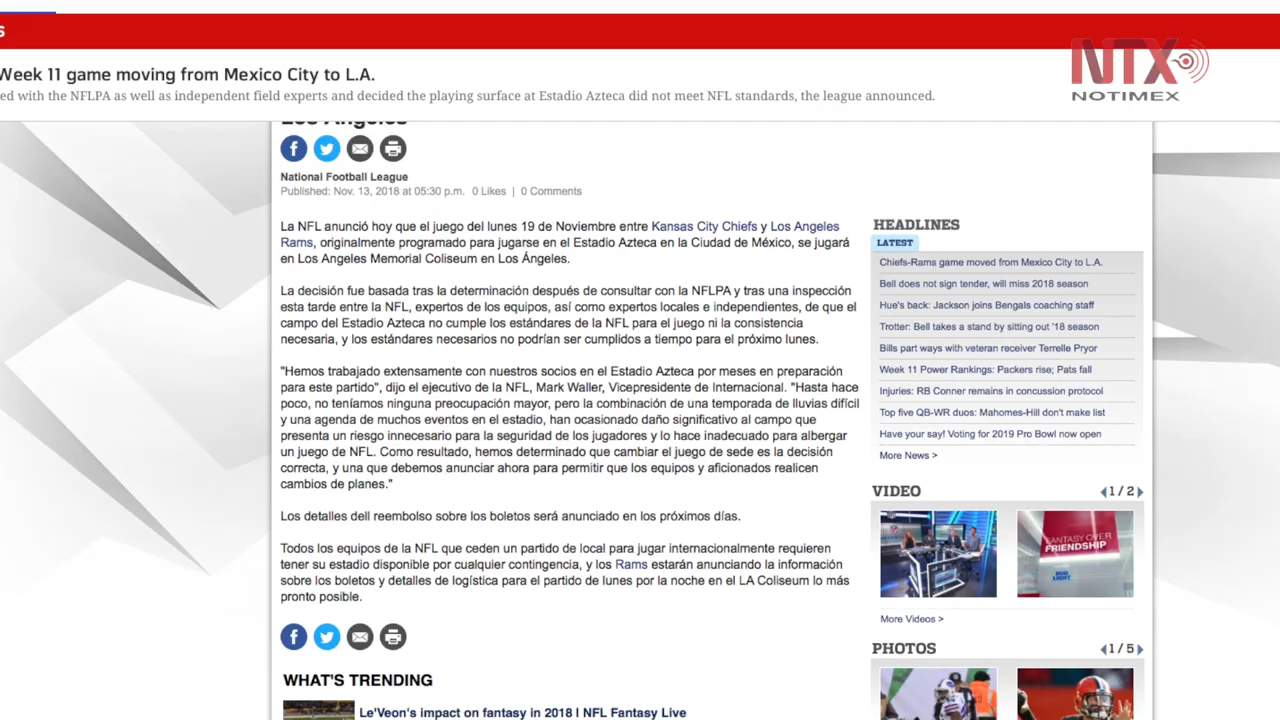 s
Week 11 game moving from Mexico City to L.A.
ed with the NFLPA as well as independent field experts and decided the playing surface at Estadio Azteca did not meet NFL standards, the league announced.
NTX
NOTIMEX
Los Angeles
National Football League
Published: Nov. 13, 2018 at 05:30 p.m. 0 Likes | 0 Comments
La NFL anunció hoy que el juego del lunes 19 de Noviembre entre Kansas City Chiefs y Los Angeles
Rams, originalmente programado para jugarse en el Estadio Azteca en la Ciudad de México, se jugará
en Los Angeles Memorial Coliseum en Los Ángeles.
La decisión fue basada tras la determinación después de consultar con la NFLPA y tras una inspección
esta tarde entre la NFL, expertos de los equipos, así como expertos locales e independientes, de que el
campo del Estadio Azteca no cumple los estándares de la NFL para el juego ni la consistencia
necesaria, y los estándares necesarios no podrían ser cumplidos a tiempo para el próximo lunes.
"Hemos trabajado extensamente con nuestros socios en el Estadio Azteca por meses en preparación
para este partido", dijo el ejecutivo de la NFL, Mark Waller, Vicepresidente de Internacional. "Hasta hace
poco, no teníamos ninguna preocupación mayor, pero la combinación de una temporada de lluvias difícil
y una agenda de muchos eventos en el estadio, han ocasionado daño significativo al campo que
presenta un riesgo innecesario para la seguridad de los jugadores y lo hace inadecuado para albergar
un juego de NFL. Como resultado, hemos determinado que cambiar el juego de sede es la decisión
correcta, y una que debemos anunciar ahora para permitir que los equipos y aficionados realicen
cambios de planes."
Los detalles dell reembolso sobre los boletos será anunciado en los próximos días.
Todos los equipos de la NFL que ceden un partido de local para jugar internacionalmente requieren
tener su estadio disponible por cualquier contingencia, y los Rams estarán anunciando la información
sobre los boletos y detalles de logística para el partido de lunes por la noche en el LA Coliseum lo más
pronto posible.
WHAT'S TRENDING
Le'Veon's impact on fantasy in 2018 | NFL Fantasy Live
HEADLINES
LATEST
Chiefs-Rams game moved from Mexico City to L.A.
Bell does not sign tender, will miss 2018 season
Hue's back: Jackson joins Bengals coaching staff
Trotter: Bell takes a stand by sitting out '18 season
Bills part ways with veteran receiver Terrelle Pryor
Week 11 Power Rankings: Packers rise; Pats fall
Injuries: RB Conner remains in concussion protocol
Top five QB-WR duos: Mahomes-Hill don't make list
Have your say! Voting for 2019 Pro Bowl now open
More News >
VIDEO
1 / 2
FANTASY OVER
FRIENDSHIP
BUD
LIGHT
More Videos >
PHOTOS
1 / 5